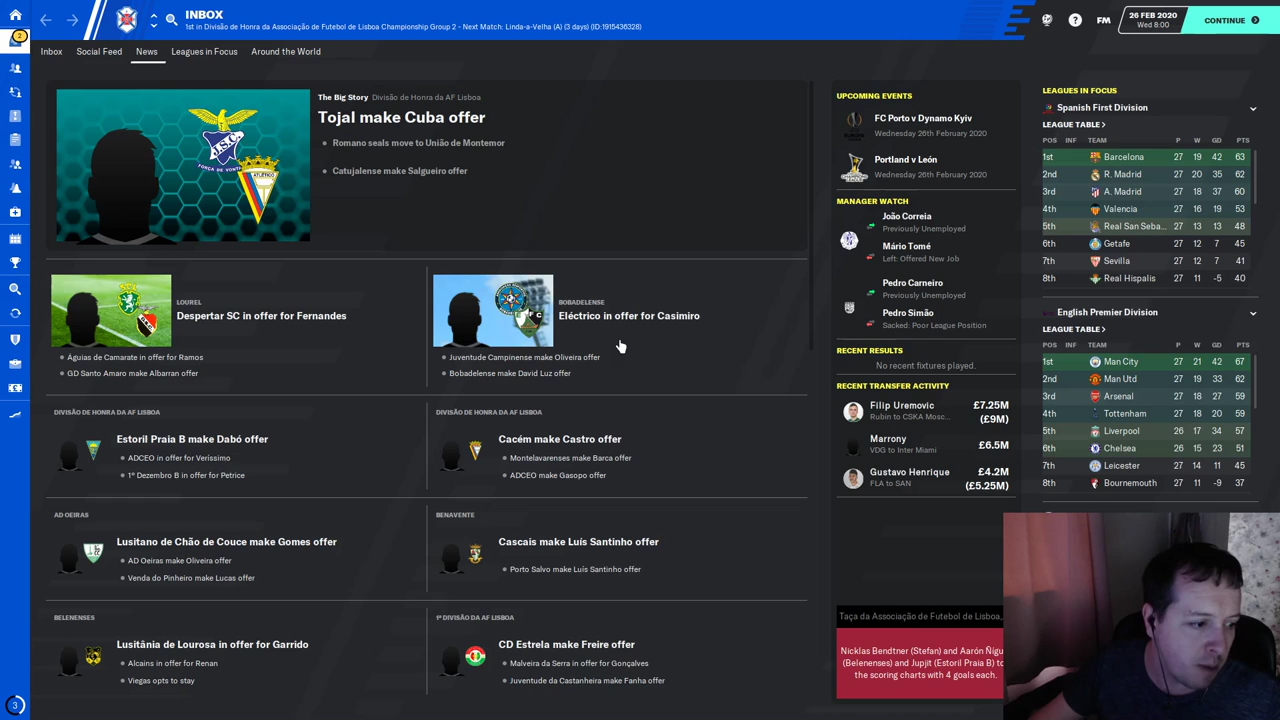 INBOX
1st in Divisão de Honra da Associação de Futebol de Lisboa Championship Group 2 - Next Match: Linda-a-Velha (A) (3 days) (ID:1915436328)
FM
26 FEB 2020
Wed 8:00
CONTINUE
2
Inbox
Social Feed
News
Leagues in Focus
Around the World
The Big Story Divisão de Honra da AF Lisboa
Tojal make Cuba offer
Romano seals move to União de Montemor
Catujalense make Salgueiro offer
LOUREL
Despertar SC in offer for Fernandes
Águias de Camarate in offer for Ramos
GD Santo Amaro make Albarran offer
BOBADELENSE
Eléctrico in offer for Casimiro
Juventude Campinense make Oliveira offer
Bobadelense make David Luz offer
DIVISÃO DE HONRA DA AF LISBOA
Estoril Praia B make Dabó offer
ADCEO in offer for Veríssimo
1º Dezembro B in offer for Petrice
DIVISÃO DE HONRA DA AF LISBOA
Cacém make Castro offer
Montelavarenses make Barca offer
ADCEO make Gasopo offer
AD OEIRAS
Lusitano de Chão de Couce make Gomes offer
AD Oeiras make Oliveira offer
Venda do Pinheiro make Lucas offer
BENAVENTE
Cascais make Luís Santinho offer
Porto Salvo make Luís Santinho offer
BELENENSES
Lusitânia de Lourosa in offer for Garrido
Alcains in offer for Renan
Viegas opts to stay
1ª DIVISÃO DA AF LISBOA
CD Estrela make Freire offer
Malveira da Serra in offer for Gonçalves
Juventude da Castanheira make Fanha offer
UPCOMING EVENTS
FC Porto v Dynamo Kyiv
Wednesday 26th February 2020
Portland v León
Wednesday 26th February 2020
MANAGER WATCH
João Correia
Previously Unemployed
Mário Tomé
Left: Offered New Job
Pedro Carneiro
Previously Unemployed
Pedro Simão
Sacked: Poor League Position
RECENT RESULTS
No recent fixtures played.
RECENT TRANSFER ACTIVITY
Filip Uremovic £7.25M
Rubin to CSKA Mosc... (£9M)
Marrony £6.5M
VDG to Inter Miami
Gustavo Henrique £4.2M
FLA to SAN (£5.25M)
Taça da Associação de Futebol de Lisboa,
Nicklas Bendtner (Stefan) and Aarón Ñígu
(Belenenses) and Jupjit (Estoril Praia B) to
the scoring charts with 4 goals each.
LEAGUES IN FOCUS
Spanish First Division
LEAGUE TABLE >
POS INF TEAM P W GD PTS
1st Barcelona 27 19 42 63
2nd R. Madrid 27 20 35 62
3rd A. Madrid 27 18 37 60
4th Valencia 27 16 19 53
5th Real San Seba... 27 13 13 48
6th Getafe 27 12 7 45
7th Sevilla 27 12 7 41
8th Real Hispalis 27 11 -5 40
English Premier Division
LEAGUE TABLE >
POS INF TEAM P W GD PTS
1st Man City 27 21 42 67
2nd Man Utd 27 19 33 62
3rd Arsenal 27 18 27 59
4th Tottenham 27 18 20 59
5th Liverpool 26 17 34 57
6th Chelsea 26 15 23 51
7th Leicester 27 14 11 45
8th Bournemouth 27 11 -9 37
3